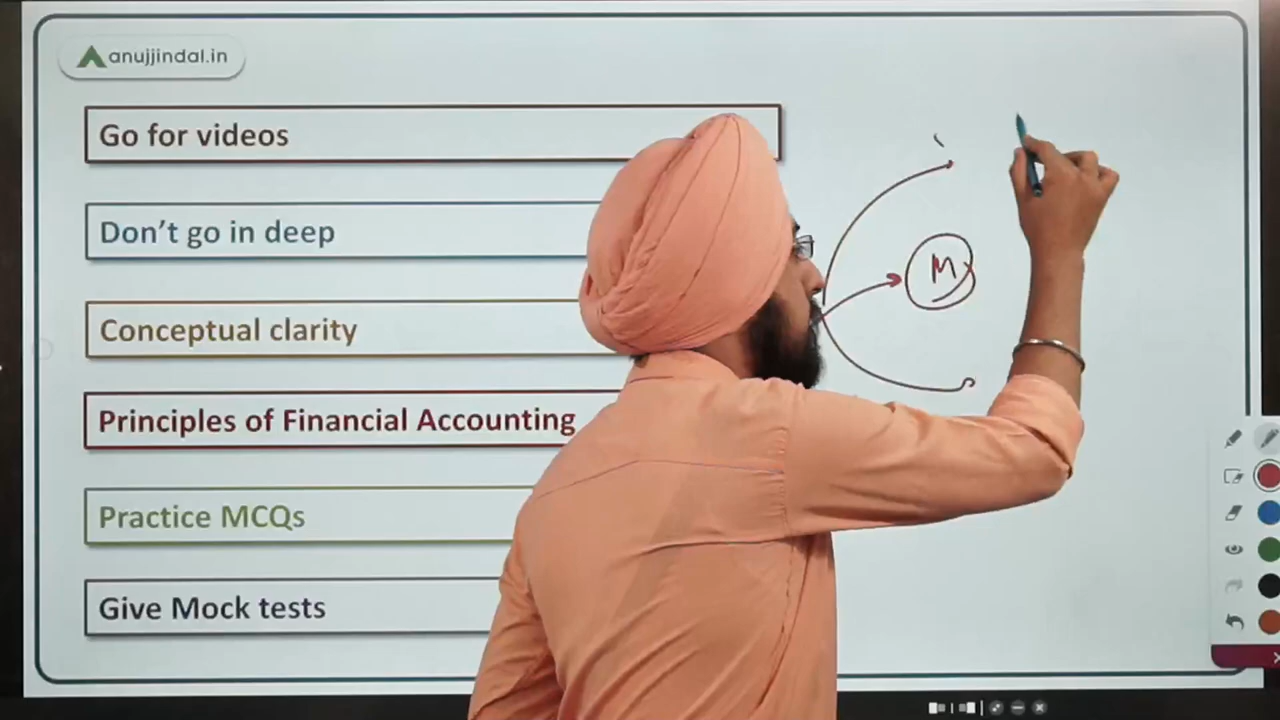 anujjindal.in
Go for videos
Don't go in deep
Conceptual clarity
Principles of Financial Accounting
Practice MCQs
Give Mock tests
M